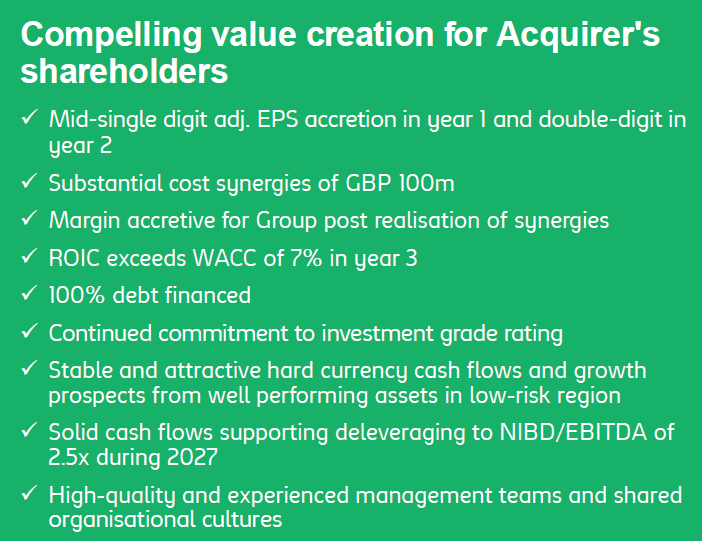 Compelling value creation for Acquirer's
shareholders
✓ Mid-single digit adj. EPS accretion in year 1 and double-digit in
year 2
✓ Substantial cost synergies of GBP 100m
✓ Margin accretive for Group post realisation of synergies
✓ ROIC exceeds WACC of 7% in year 3
✓ 100% debt financed
✓ Continued commitment to investment grade rating
✓ Stable and attractive hard currency cash flows and growth
prospects from well performing assets in low-risk region
✓ Solid cash flows supporting deleveraging to NIBD/EBITDA of
2.5x during 2027
✓ High-quality and experienced management teams and shared
organisational cultures